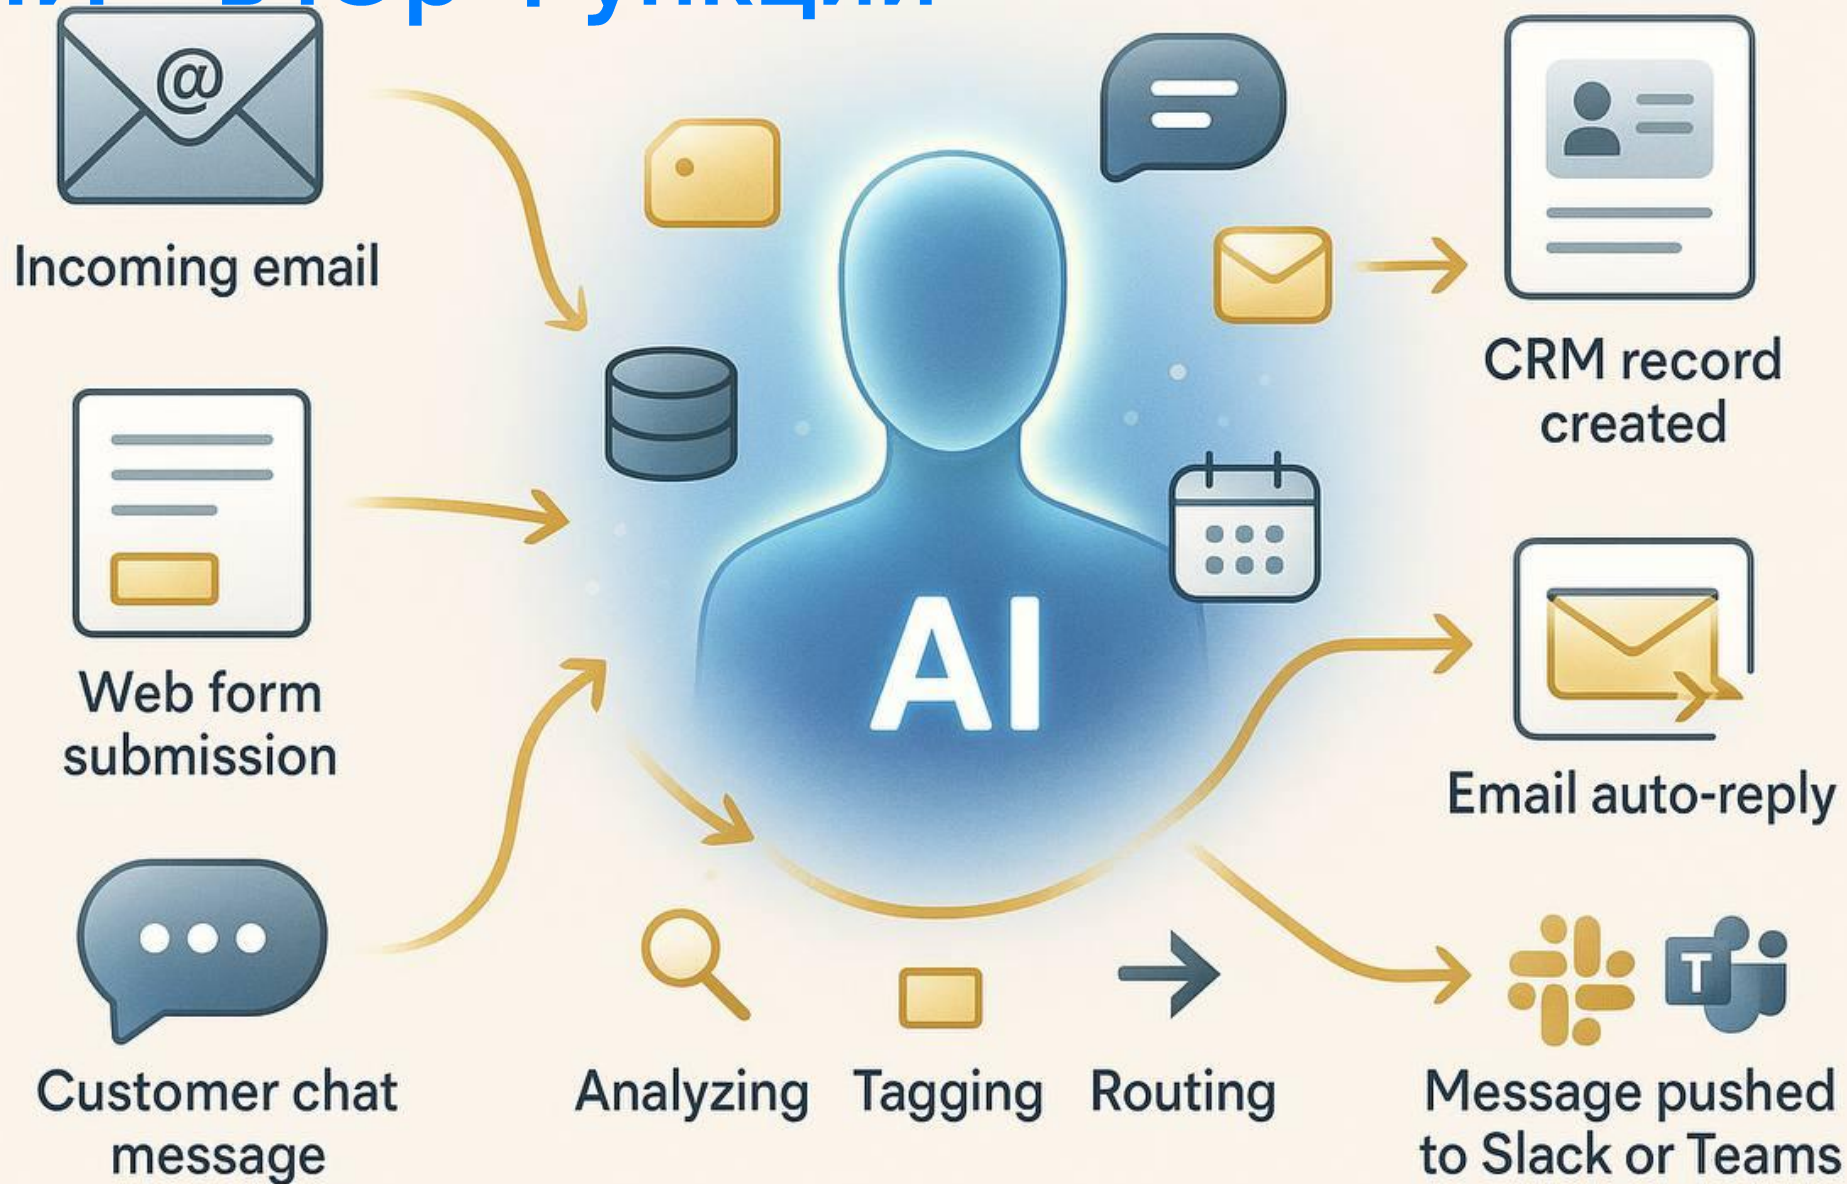 @
Incoming email
Web form
submission
Customer chat
message
AI
Analyzing
Tagging
Routing
CRM record
created
Email auto-reply
T
Message pushed
to Slack or Teams